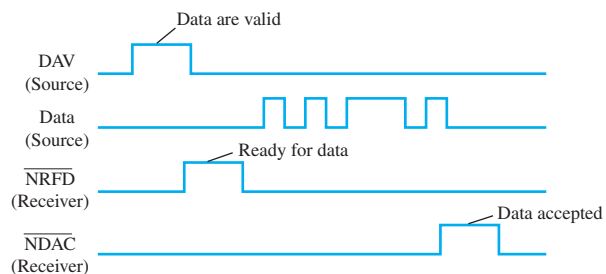 Data are valid
DAV
(Source)
Data
(Source)
Ready for data
NRFD
(Receiver)
Data accepted
NDAC
(Receiver)